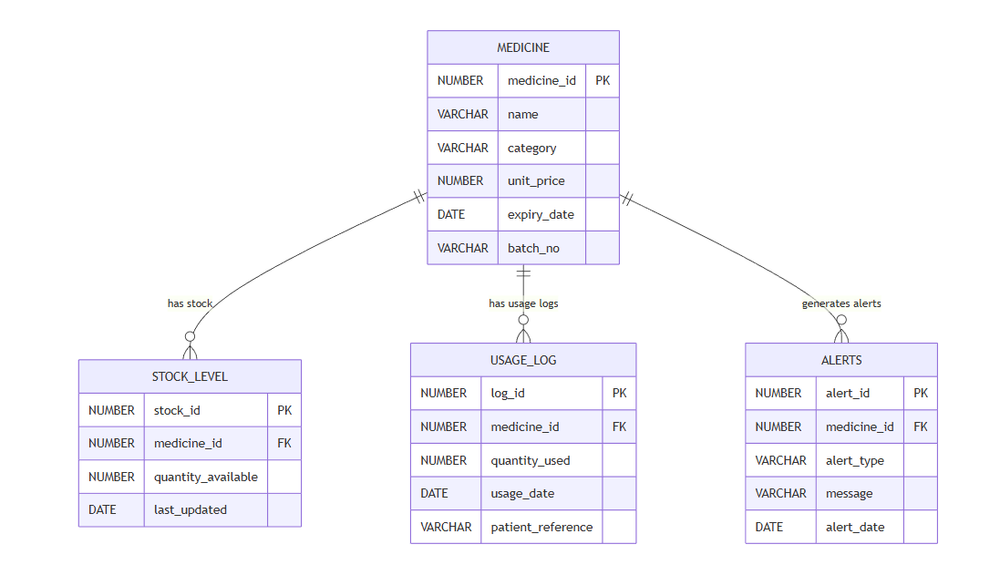 MEDICINE
NUMBER medicine_id PK
VARCHAR name
VARCHAR category
NUMBER unit_price
DATE expiry_date
VARCHAR batch_no
has stock
has usage logs
generates alerts
STOCK_LEVEL
NUMBER stock_id PK
NUMBER medicine_id FK
NUMBER quantity_available
DATE last_updated
USAGE_LOG
NUMBER log_id PK
NUMBER medicine_id FK
NUMBER quantity_used
DATE usage_date
VARCHAR patient_reference
ALERTS
NUMBER alert_id PK
NUMBER medicine_id FK
VARCHAR alert_type
VARCHAR message
DATE alert_date